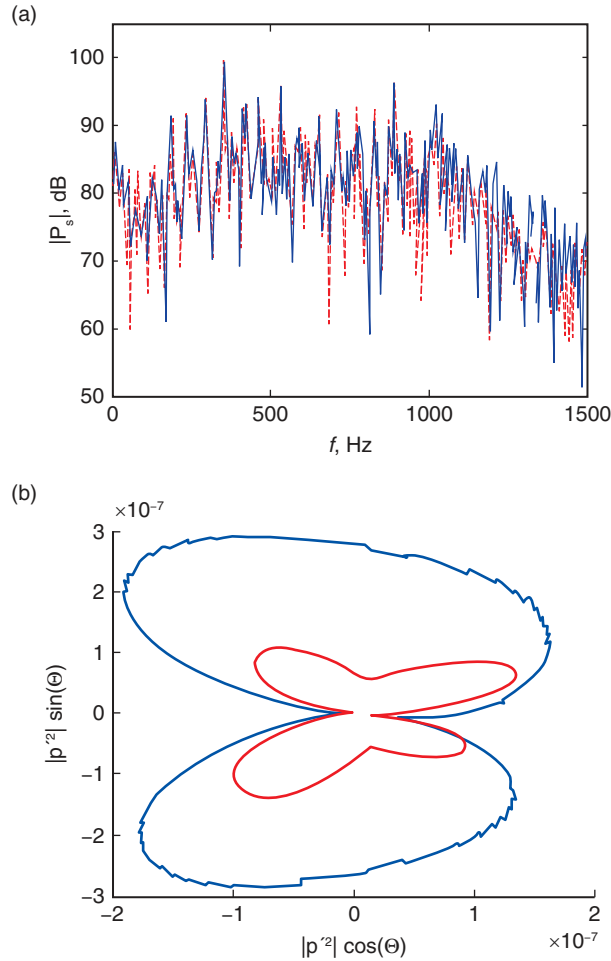 (a)
100
90
80
70
60
50
|Pₛ|, dB
0 500 1000 1500
f, Hz
(b)
×10⁻⁷
3
2
1
0
−1
−2
−3
|p′²| sin(Θ)
−2 −1 0 1 2
×10⁻⁷
|p′²| cos(Θ)